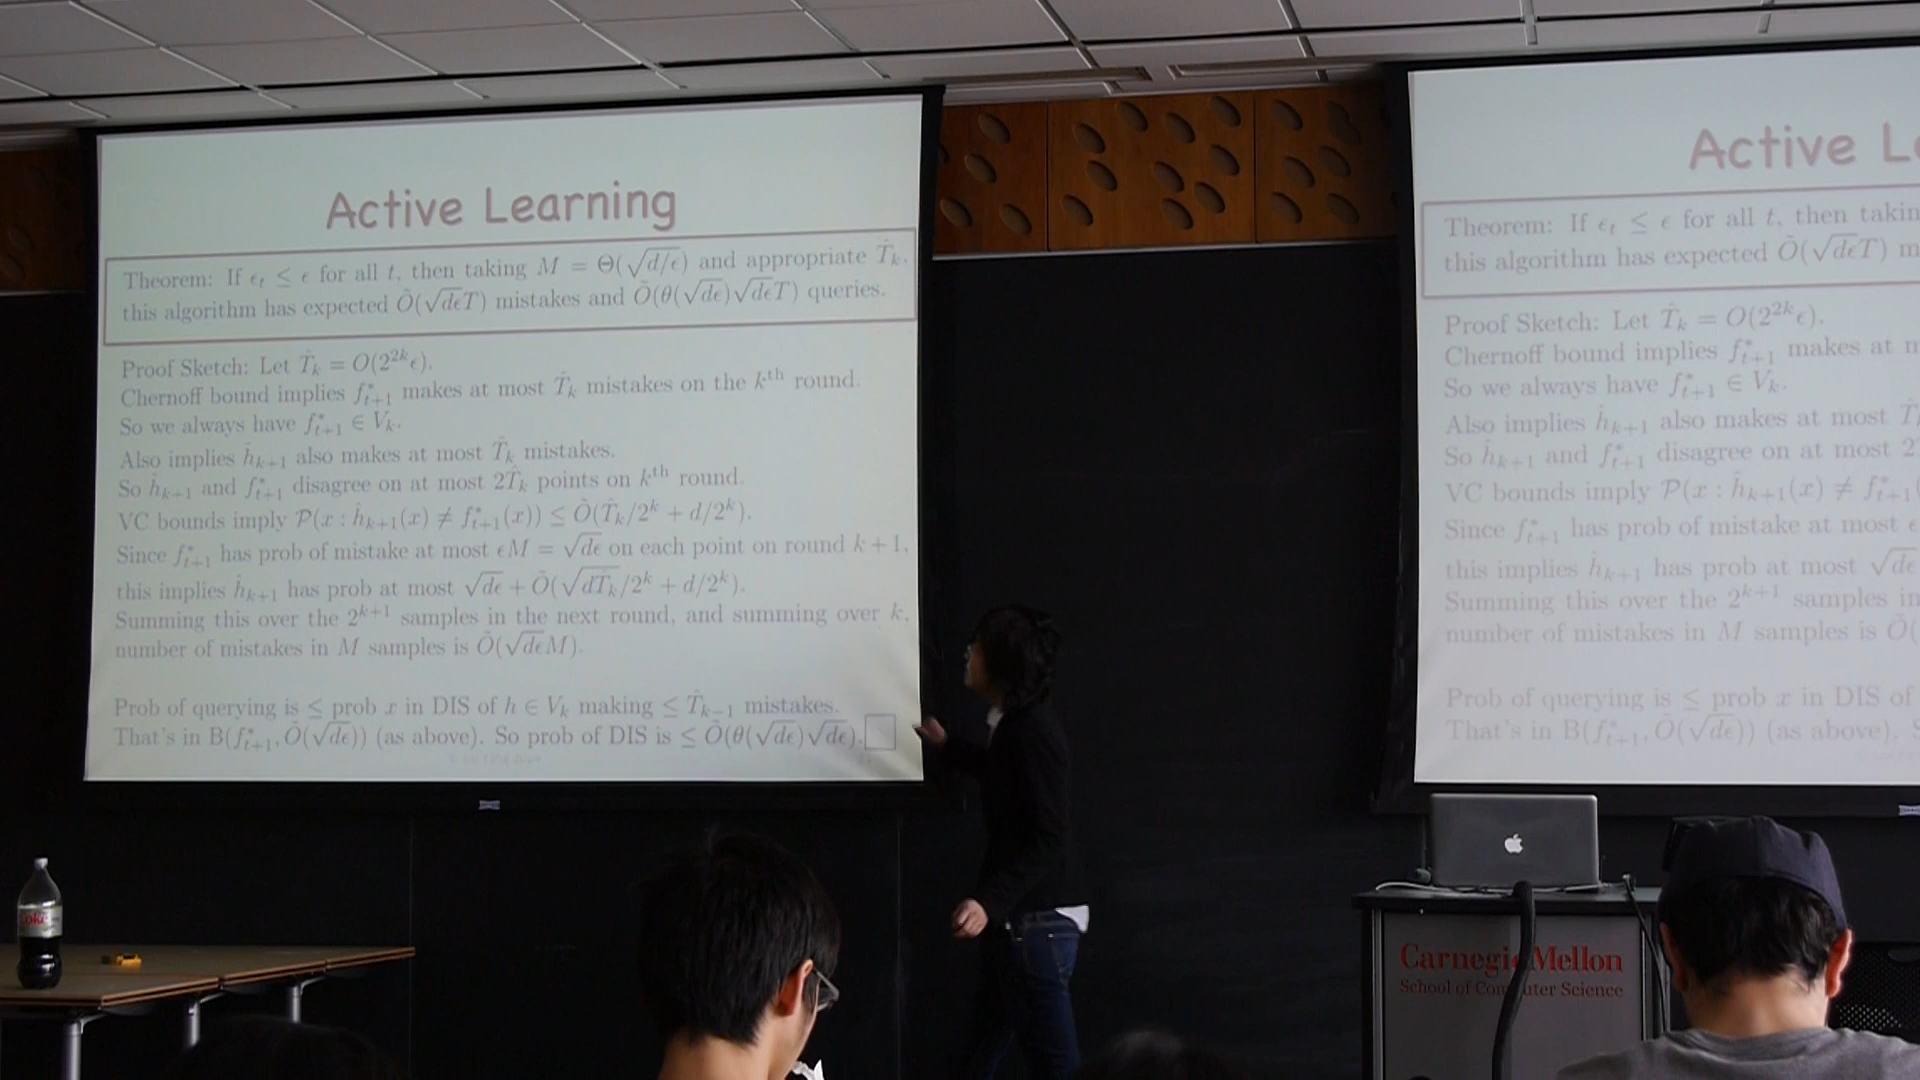 Active Learning
Theorem: If ϵ_t ≤ ϵ for all t, then taking M = Θ(√d/ϵ) and appropriate T̂_k,
this algorithm has expected Õ(√dϵT) mistakes and Õ(θ(√dϵ)√dϵT) queries.
Proof Sketch: Let T̂_k = O(2^{2k}ϵ).
Chernoff bound implies f*_{t+1} makes at most T̂_k mistakes on the k^th round.
So we always have f*_{t+1} ∈ V_k.
Also implies ĥ_{k+1} also makes at most T̂_k mistakes.
So ĥ_{k+1} and f*_{t+1} disagree on at most 2T̂_k points on k^th round.
VC bounds imply P(x : ĥ_{k+1}(x) ≠ f*_{t+1}(x)) ≤ Õ(T̂_k/2^k + d/2^k).
Since f*_{t+1} has prob of mistake at most ϵM = √dϵ on each point on round k+1,
this implies ĥ_{k+1} has prob at most √dϵ + Õ(√dT̂_k/2^k + d/2^k).
Summing this over the 2^{k+1} samples in the next round, and summing over k,
number of mistakes in M samples is Õ(√dϵM).
Prob of querying is ≤ prob x in DIS of h ∈ V_k making ≤ T̂_{k−1} mistakes.
That's in B(f*_{t+1}, Õ(√dϵ)) (as above). So prob of DIS is ≤ Õ(θ(√dϵ)√dϵ).
Active L
Theorem: If ϵ_t ≤ ϵ for all t, then takin
this algorithm has expected Õ(√dϵT) m
Proof Sketch: Let T̂_k = O(2^{2k}ϵ).
Chernoff bound implies f*_{t+1} makes at m
So we always have f*_{t+1} ∈ V_k.
Also implies ĥ_{k+1} also makes at most T̂
So ĥ_{k+1} and f*_{t+1} disagree on at most 2
VC bounds imply P(x : ĥ_{k+1}(x) ≠ f*_{t+1}(
Since f*_{t+1} has prob of mistake at most ϵ
this implies ĥ_{k+1} has prob at most √dϵ
Summing this over the 2^{k+1} samples in
number of mistakes in M samples is Õ(
Prob of querying is ≤ prob x in DIS of
That's in B(f*_{t+1}, Õ(√dϵ)) (as above). S
Coke
Carnegie Mellon
School of Computer Science